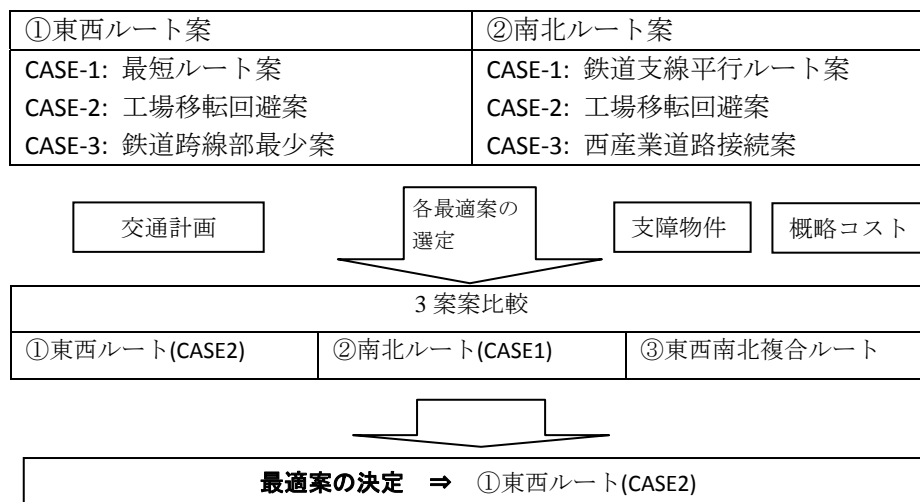 ①東西ルート案 ②南北ルート案
CASE-1: 最短ルート案 CASE-1: 鉄道支線平行ルート案
CASE-2: 工場移転回避案 CASE-2: 工場移転回避案
CASE-3: 鉄道跨線部最少案 CASE-3: 西産業道路接続案
交通計画 各最適案の 支障物件 概略コスト
選定
3 案案比較
①東西ルート(CASE2) ②南北ルート(CASE1) ③東西南北複合ルート
最適案の決定 ⇒ ①東西ルート(CASE2)